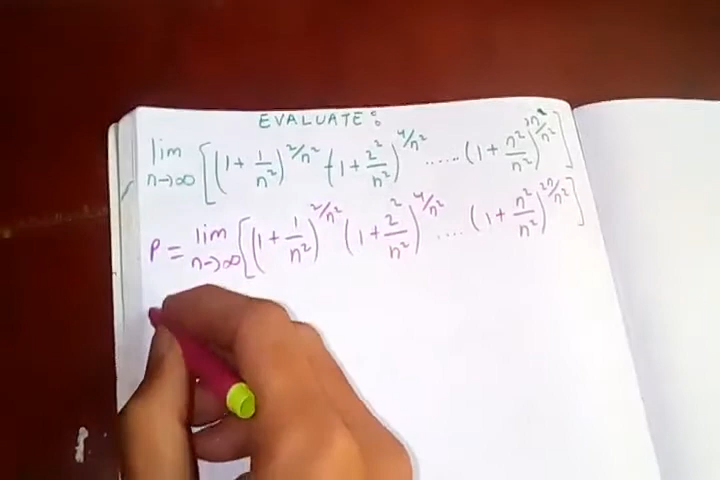 EVALUATE:
lim n→∞ [(1 + 1/n²)^2/n² (1 + 2²/n²)^4/n² ...... (1 + n²/n²)^2n/n²]
P = lim n→∞ [(1 + 1/n²)^2/n² (1 + 2²/n²)^4/n² .... (1 + n²/n²)^2n/n²]